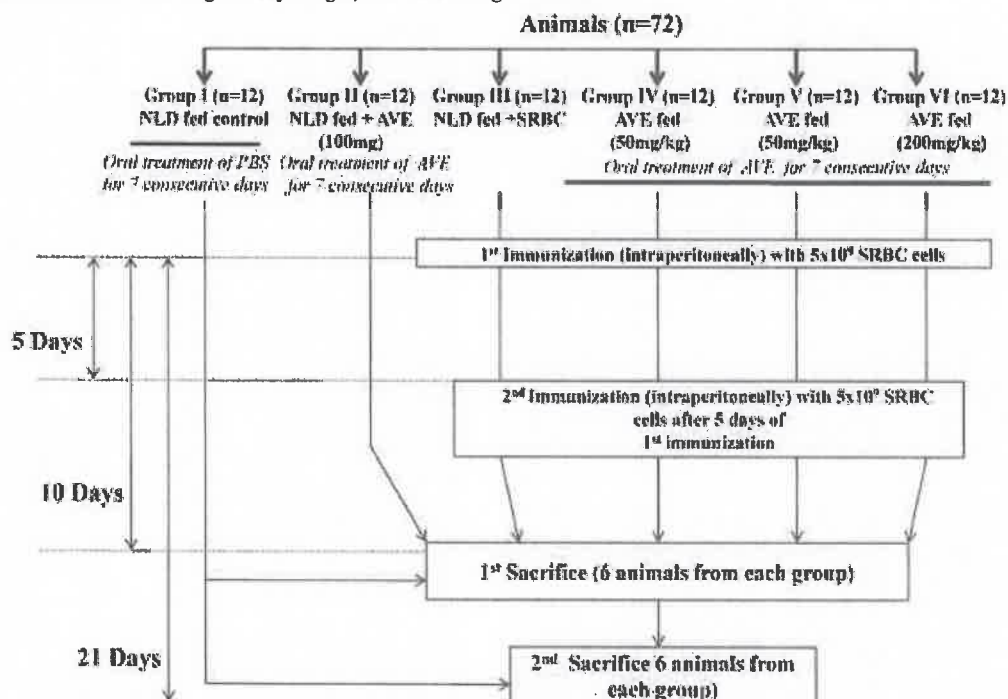 Animals (n=72)
Group I (n=12)
NLD fed control
Oral treatment of PBS
for 7 consecutive days
Group II (n=12)
NLD fed + AVE
(100mg)
Oral treatment of AVE
for 7 consecutive days
Group III (n=12)
NLD fed +SRBC
Group IV (n=12)
AVE fed
(50mg/kg)
Group V (n=12)
AVE fed
(50mg/kg)
Group VI (n=12)
AVE fed
(200mg/kg)
Oral treatment of AVE for 7 consecutive days
1st Immunization (intraperitoneally) with 5x10⁹ SRBC cells
5 Days
2nd Immunization (intraperitoneally) with 5x10⁹ SRBC
cells after 5 days of
1st immunization
10 Days
1st Sacrifice (6 animals from each group)
21 Days
2nd Sacrifice 6 animals from
each group)